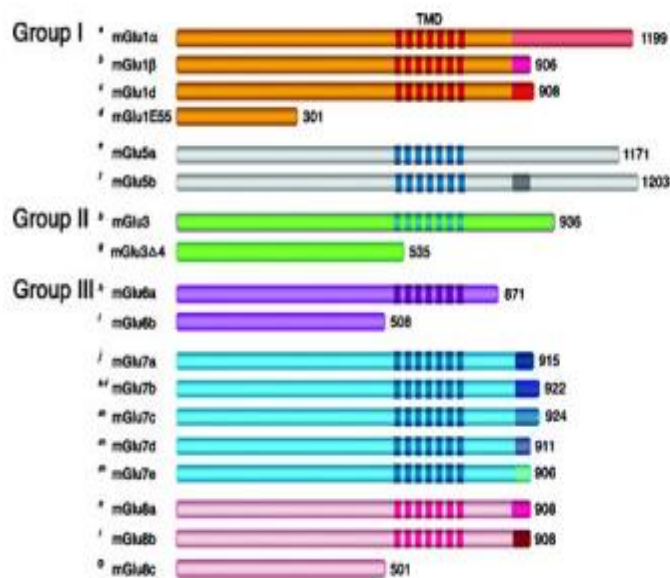 TMD
Group I a mGlu1α 1199
b mGlu1β 906
c mGlu1d 908
d mGlu1E55 301
e mGlu5a 1171
f mGlu5b 1203
Group II mGlu3 936
g mGlu3Δ4 535
Group III mGlu6a 871
i mGlu6b 508
j mGlu7a 915
mGlu7b 922
mGlu7c 924
mGlu7d 911
mGlu7e 906
mGlu8a 908
mGlu8b 908
mGlu8c 501